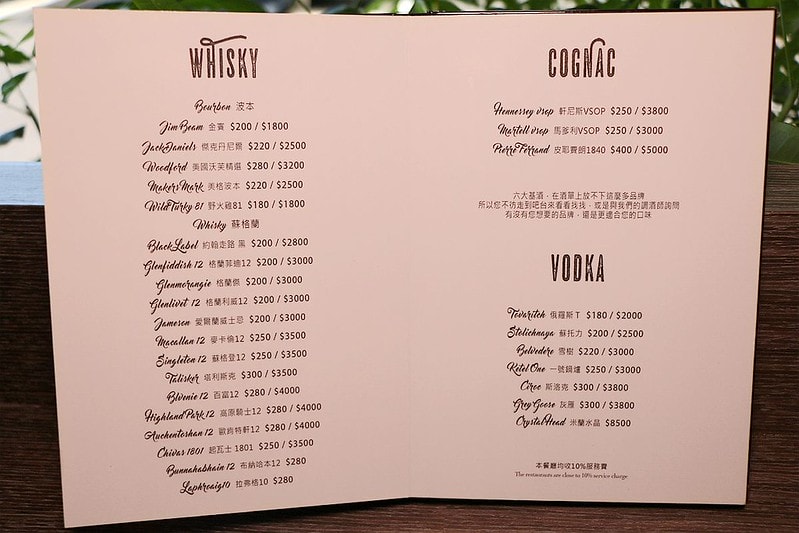 WHISKY
Bourbon 波本
Jim Beam 金賓 $200 / $1800
Jack Daniels 傑克丹尼爾 $220 / $2500
Woodford 美國沃芙精選 $280 / $3200
Makers Mark 美格波本 $220 / $2500
Wild Turky 81 野火雞81 $180 / $1800
Whisky 蘇格蘭
Black Label 約翰走路 黑 $200 / $2800
Glenfiddish 12 格蘭菲迪12 $200 / $3000
Glenmorangie 格蘭傑 $200 / $3000
Glenlivet 12 格蘭利威12 $200 / $3000
Jameson 愛爾蘭威士忌 $200 / $3000
Macallan 12 麥卡倫12 $250 / $3500
Singleton 12 蘇格登12 $250 / $3500
Talisker 塔利斯克 $300 / $3500
Blvenie 12 百富12 $280 / $4000
Highland Park 12 高原騎士12 $280 / $4000
Auchentoshan 12 歐肯特軒12 $280 / $4000
Chivas 1801 起瓦士 1801 $250 / $3500
Bunnahabhain 12 布納哈本12 $280
Laphroaig10 拉弗格10 $280
COGNAC
Hennessey vsop 軒尼斯VSOP $250 / $3800
Martell vsop 馬爹利VSOP $250 / $3000
Pierre Ferrand 皮耶費朗1840 $400 / $5000
六大基酒，在酒單上放不下這麼多品牌
所以您不彷走到吧台來看看找找，或是與我們的調酒師詢問
有沒有您想要的品牌，還是更適合您的口味
VODKA
Tovaritch 俄羅斯T $180 / $2000
Stolichnaya 蘇托力 $200 / $2500
Belvedere 雪樹 $220 / $3000
Ketel One 一號鍋爐 $250 / $3000
Ciroc 斯洛克 $300 / $3800
Grey Goose 灰雁 $300 / $3800
Crystal Head 米蘭水晶 $8500
本餐廳均收10%服務費
The restaurants are close to 10% service charge